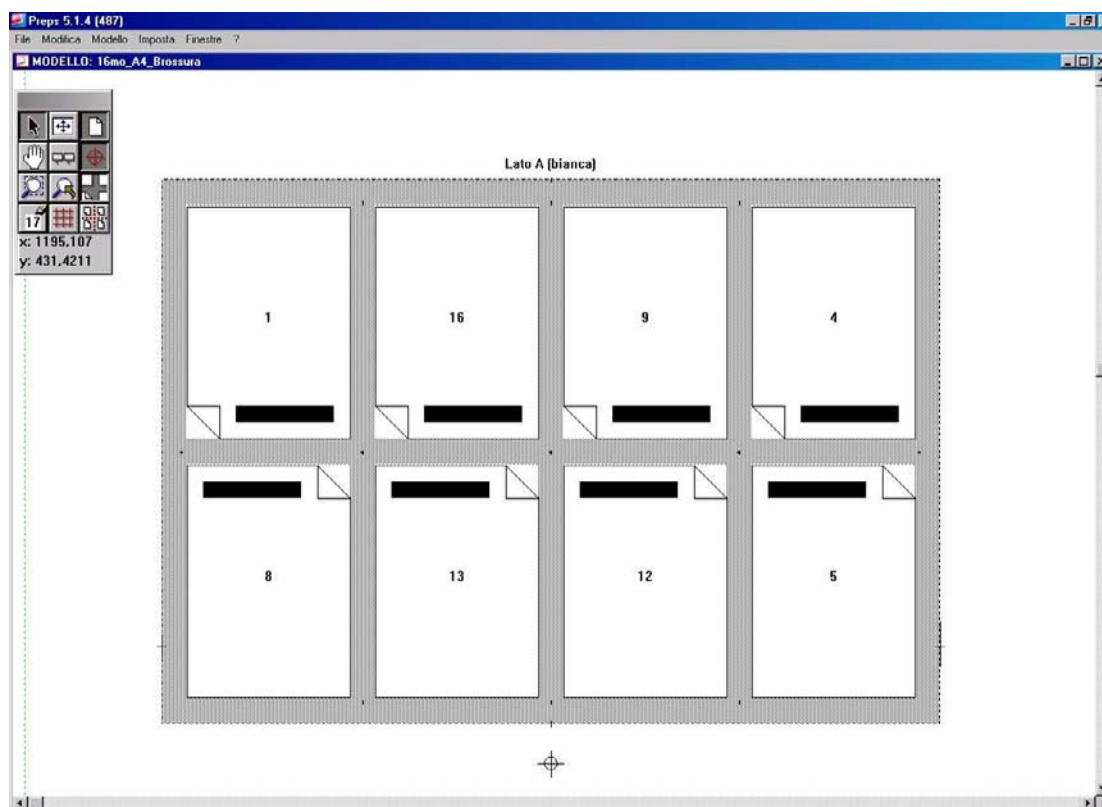 Preps 5.1.4 (487)
File Modifica Modello Imposta Finestre ?
MODELLO: 16mo_A4_Brossura
17
x: 1195,107
y: 431,4211
Lato A (bianca)
1 16 9 4
8 13 12 5